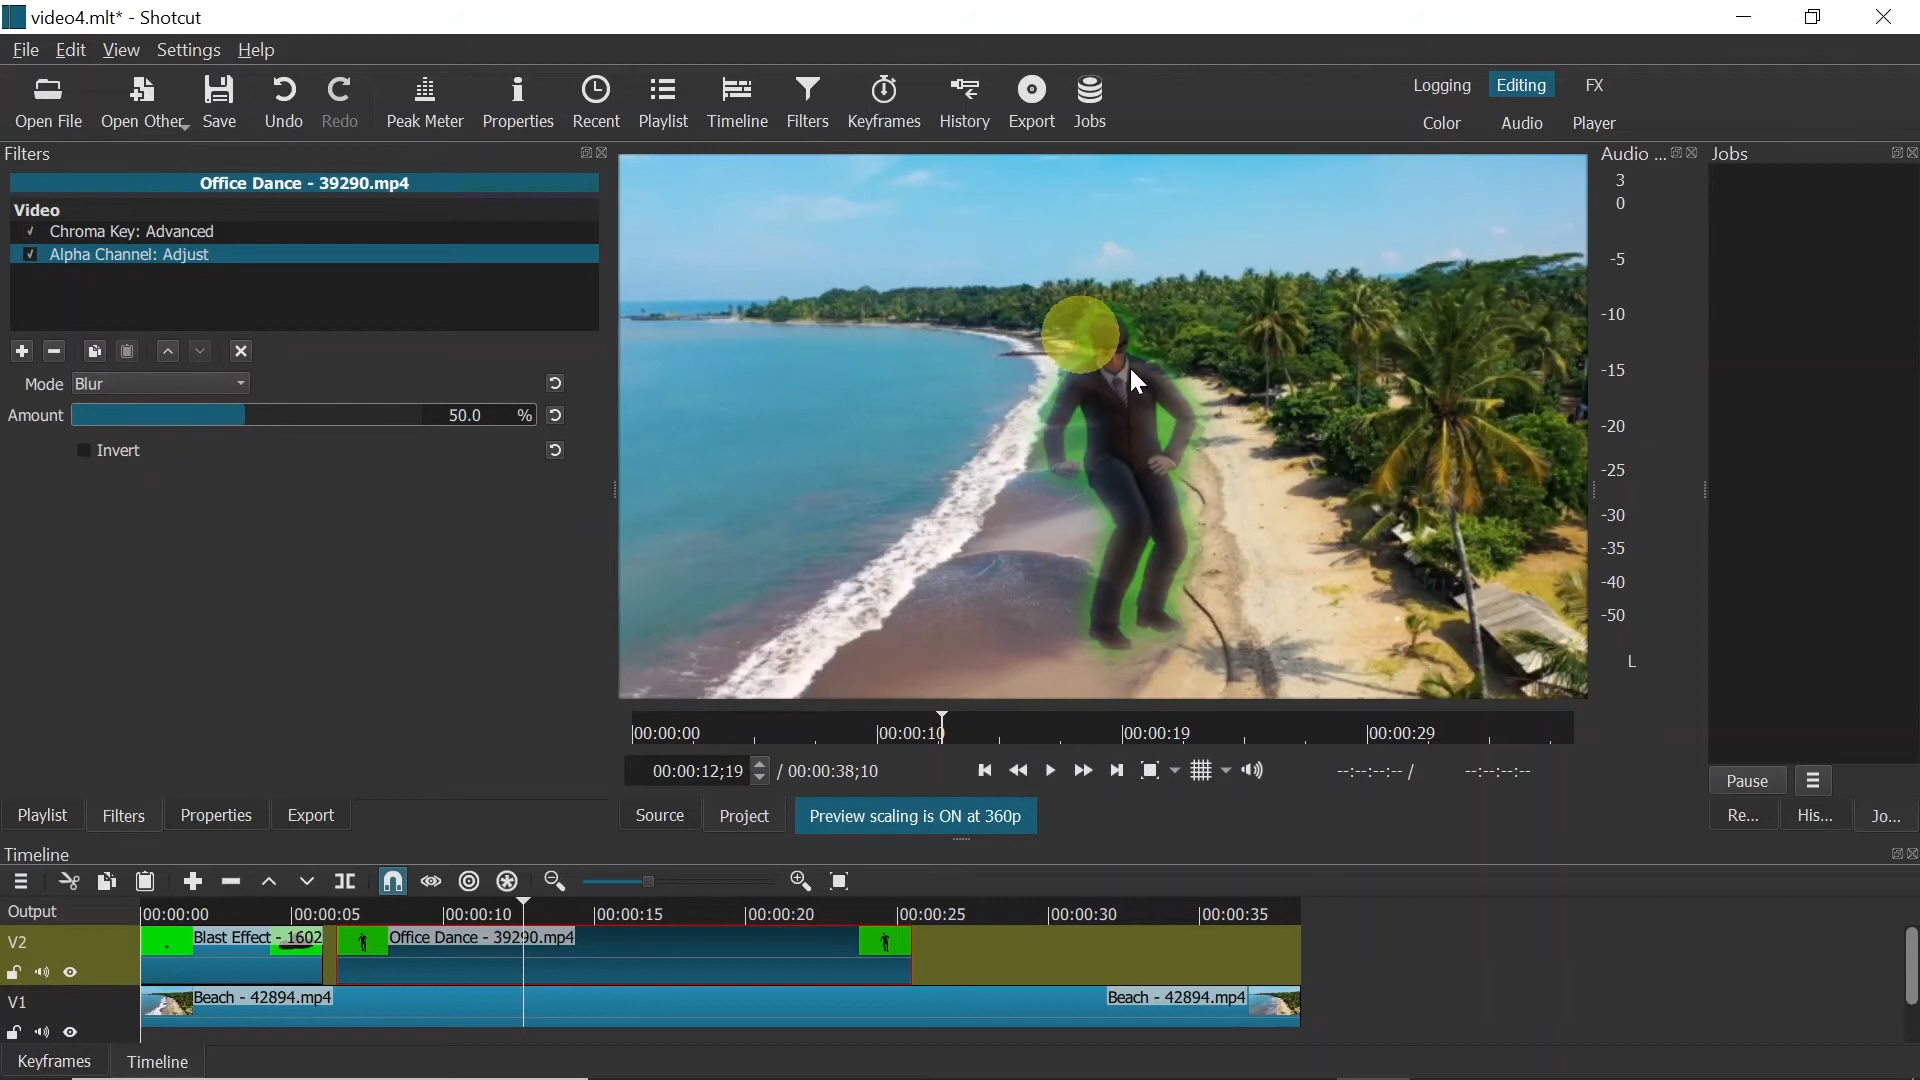 video4.mlt* - Shotcut
File Edit View Settings Help
Open File Open Other Save Undo Redo Peak Meter Properties Recent Playlist Timeline Filters Keyframes History Export Jobs
Logging Editing FX
Color Audio Player
Filters
Office Dance - 39290.mp4
Video
Chroma Key: Advanced
Alpha Channel: Adjust
Mode Blur
Amount 50.0 %
Invert
Audio ...
3
0
-5
-10
-15
-20
-25
-30
-35
-40
-50
L
Jobs
00:00:00 00:00:10 00:00:19 00:00:29
00:00:12;19 / 00:00:38;10
--:--:--:-- / --:--:--:--
Pause
Playlist Filters Properties Export
Source Project Preview scaling is ON at 360p
Re... His... Jo...
Timeline
Output 00:00:00 00:00:05 00:00:10 00:00:15 00:00:20 00:00:25 00:00:30 00:00:35
V2 Blast Effect - 1602 Office Dance - 39290.mp4
V1 Beach - 42894.mp4 Beach - 42894.mp4
Keyframes Timeline